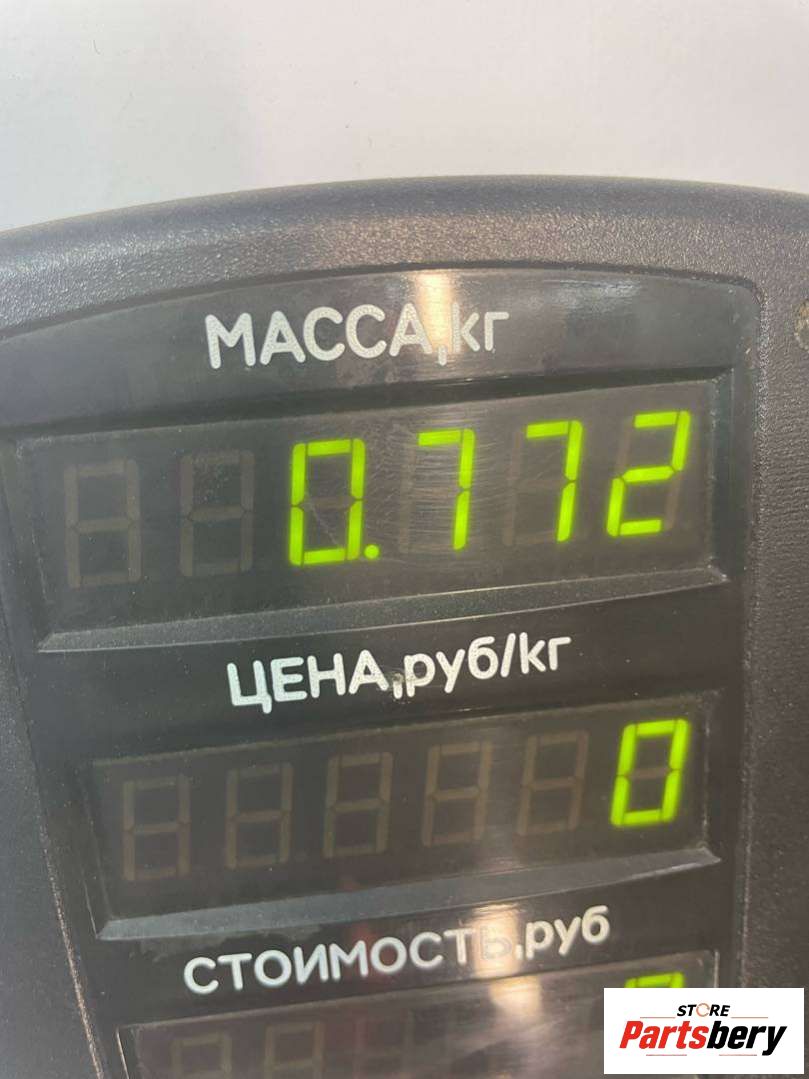 МАССА,кг
0.772
ЦЕНА,руб/кг
0
СТОИМОСТЬ,руб
STORE
Partsbery